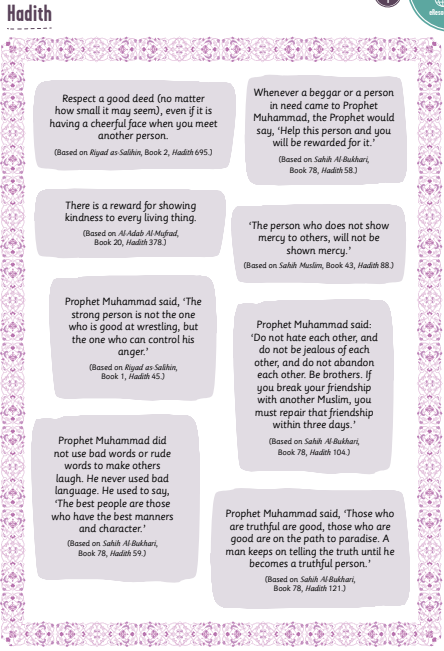 Hadith
Respect a good deed (no matter
how small it may seem), even if it is
having a cheerful face when you meet
another person.
(Based on Riyad as-Salihin, Book 2, Hadith 695.)
Whenever a beggar or a person
in need came to Prophet
Muhammad, the Prophet would
say, ‘Help this person and you
will be rewarded for it.’
(Based on Sahih Al-Bukhari,
Book 78, Hadith 58.)
There is a reward for showing
kindness to every living thing.
(Based on Al-Adab Al-Mufrad,
Book 20, Hadith 378.)
‘The person who does not show
mercy to others, will not be
shown mercy.’
(Based on Sahih Muslim, Book 43, Hadith 88.)
Prophet Muhammad said, ‘The
strong person is not the one
who is good at wrestling, but
the one who can control his
anger.’
(Based on Riyad as-Salihin,
Book 1, Hadith 45.)
Prophet Muhammad said:
‘Do not hate each other, and
do not be jealous of each
other, and do not abandon
each other. Be brothers. If
you break your friendship
with another Muslim, you
must repair that friendship
within three days.’
(Based on Sahih Al-Bukhari,
Book 78, Hadith 104.)
Prophet Muhammad did
not use bad words or rude
words to make others
laugh. He never used bad
language. He used to say,
‘The best people are those
who have the best manners
and character.’
(Based on Sahih Al-Bukhari,
Book 78, Hadith 59.)
Prophet Muhammad said, ‘Those who
are truthful are good, those who are
good are on the path to paradise. A
man keeps on telling the truth until he
becomes a truthful person.’
(Based on Sahih Al-Bukhari,
Book 78, Hadith 121.)